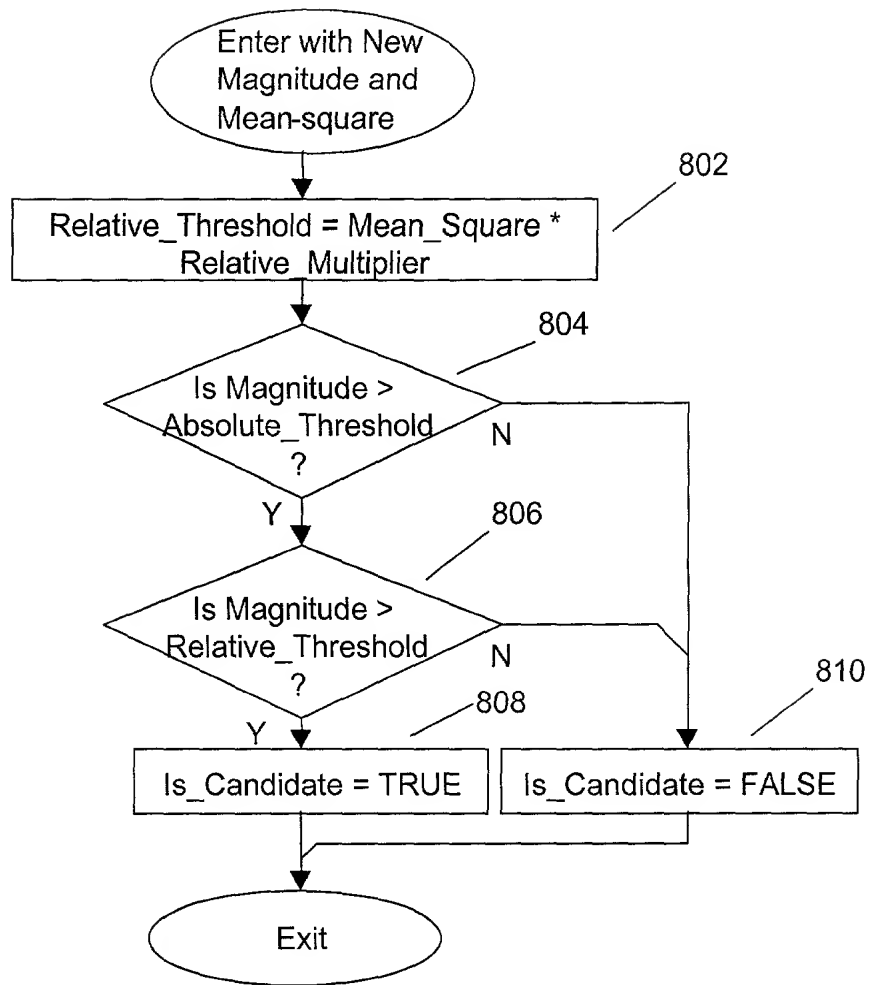 Enter with New
Magnitude and
Mean-square
802
Relative_Threshold = Mean_Square *
Relative_Multiplier
804
Is Magnitude >
Absolute_Threshold
?
N
Y
806
Is Magnitude >
Relative_Threshold
?
N
Y
808
810
Is_Candidate = TRUE
Is_Candidate = FALSE
Exit